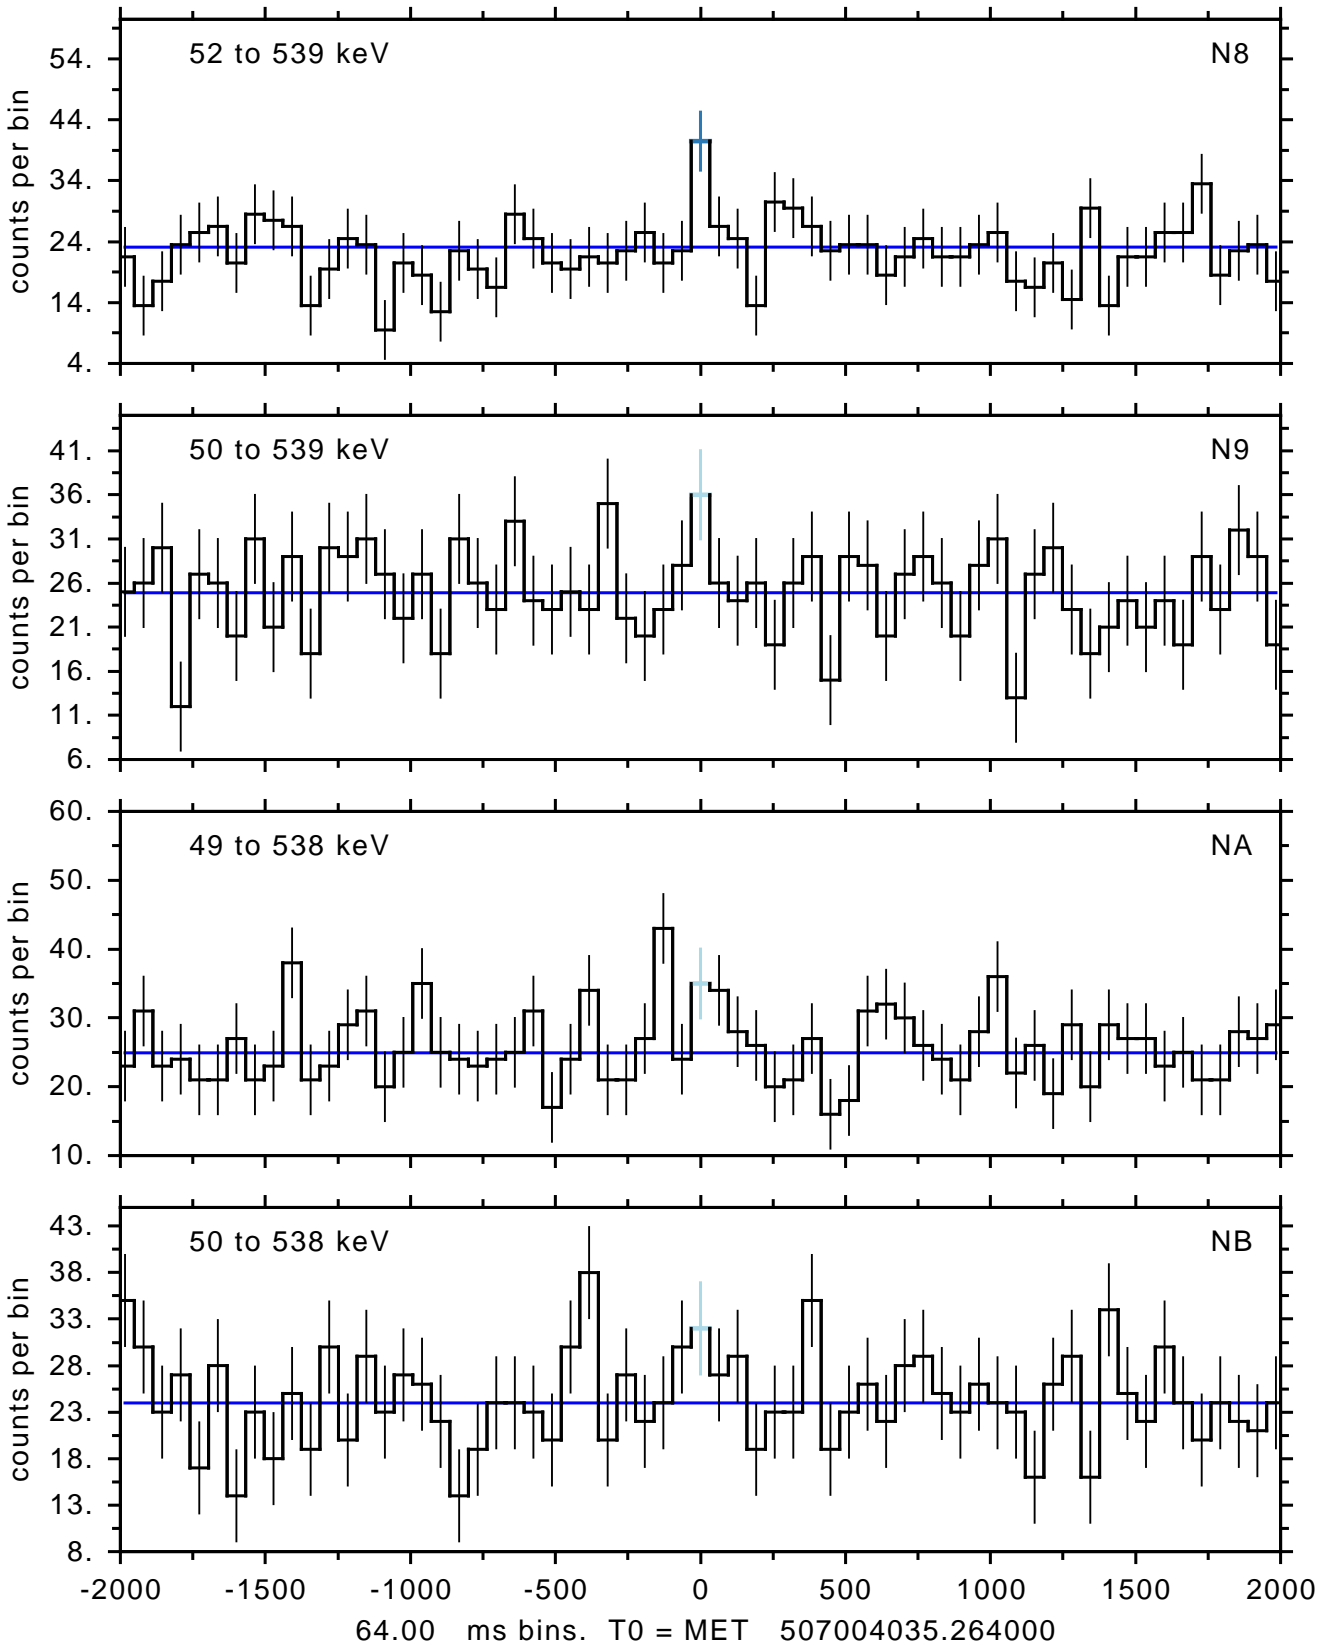 52 to 539 keV N8
54.
44.
34.
24.
14.
4.
counts per bin
50 to 539 keV N9
41.
36.
31.
26.
21.
16.
11.
6.
counts per bin
60.
49 to 538 keV NA
50.
40.
30.
20.
10.
counts per bin
43.
50 to 538 keV NB
38.
33.
28.
23.
18.
13.
8.
counts per bin
-2000 -1500 -1000 -500 0 500 1000 1500 2000
64.00 ms bins. T0 = MET 507004035.264000